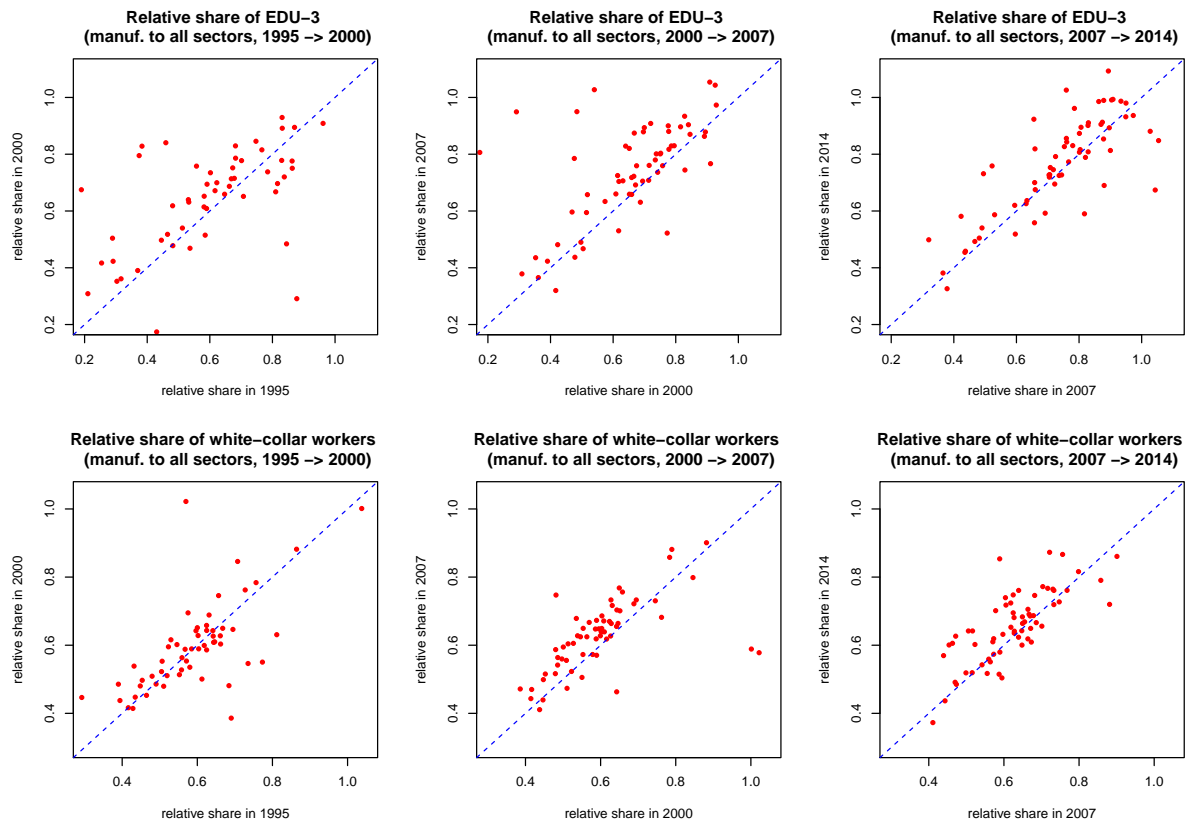 Relative share of EDU−3
(manuf. to all sectors, 1995 −> 2000)
relative share in 2000
1.0
0.8
0.6
0.4
0.2
0.2 0.4 0.6 0.8 1.0
relative share in 1995
Relative share of EDU−3
(manuf. to all sectors, 2000 −> 2007)
relative share in 2007
1.0
0.8
0.6
0.4
0.2
0.2 0.4 0.6 0.8 1.0
relative share in 2000
Relative share of EDU−3
(manuf. to all sectors, 2007 −> 2014)
relative share in 2014
1.0
0.8
0.6
0.4
0.2
0.2 0.4 0.6 0.8 1.0
relative share in 2007
Relative share of white−collar workers
(manuf. to all sectors, 1995 −> 2000)
relative share in 2000
1.0
0.8
0.6
0.4
0.4 0.6 0.8 1.0
relative share in 1995
Relative share of white−collar workers
(manuf. to all sectors, 2000 −> 2007)
relative share in 2007
1.0
0.8
0.6
0.4
0.4 0.6 0.8 1.0
relative share in 2000
Relative share of white−collar workers
(manuf. to all sectors, 2007 −> 2014)
relative share in 2014
1.0
0.8
0.6
0.4
0.4 0.6 0.8 1.0
relative share in 2007